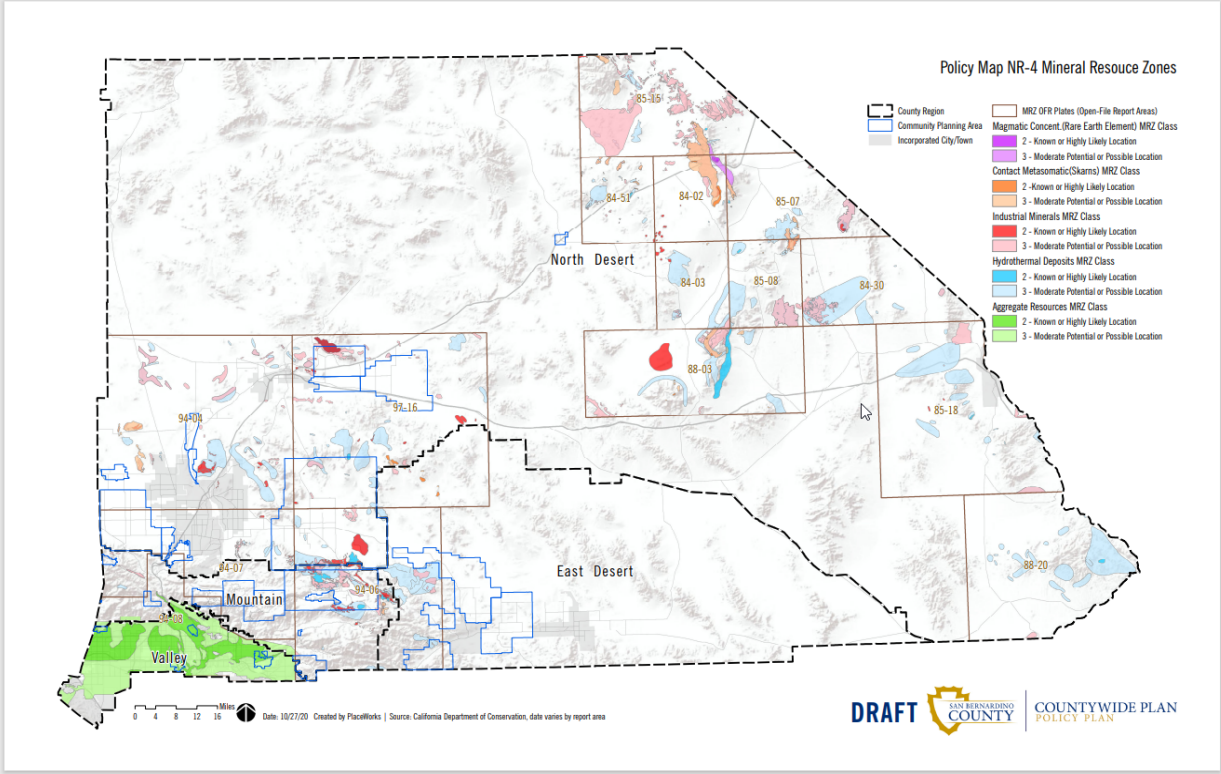 Policy Map NR-4 Mineral Resouce Zones
County Region
Community Planning Area
Incorporated City/Town
MRZ OFR Plates (Open-File Report Areas)
Magmatic Concent.(Rare Earth Element) MRZ Class
2 - Known or Highly Likely Location
3 - Moderate Potential or Possible Location
Contact Metasomatic(Skarns) MRZ Class
2 -Known or Highly Likely Location
3 - Moderate Potential or Possible Location
Industrial Minerals MRZ Class
2 - Known or Highly Likely Location
3 - Moderate Potential or Possible Location
Hydrothermal Deposits MRZ Class
2 - Known or Highly Likely Location
3 - Moderate Potential or Possible Location
Aggregate Resources MRZ Class
2 - Known or Highly Likely Location
3 - Moderate Potential or Possible Location
85-15
84-51
84-02
85-07
North Desert
84-03
85-08
84-30
88-03
94-04
97-16
85-18
94-07
East Desert
88-20
Mountain
94-06
94-08
Valley
Miles
0 4 8 12 16
Date: 10/27/20 Created by PlaceWorks | Source: California Department of Conservation, date varies by report area
DRAFT
SAN BERNARDINO
COUNTY
COUNTYWIDE PLAN
POLICY PLAN